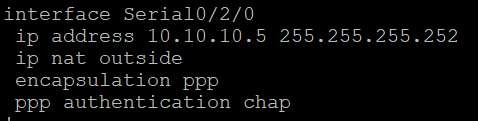 interface Serial0/2/0
ip address 10.10.10.5 255.255.255.252
ip nat outside
encapsulation ppp
ppp authentication chap